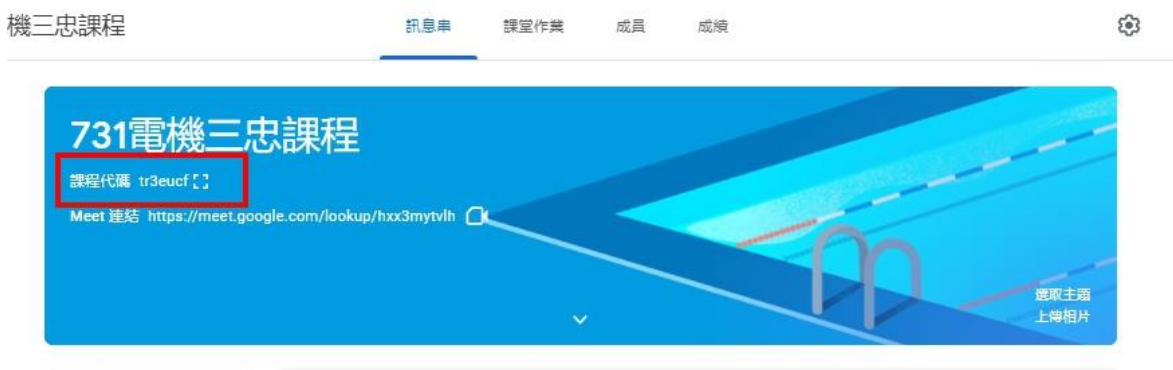 機三忠課程
訊息串 課堂作業 成員 成績
731電機三忠課程
課程代碼 tr3eucf
Meet 連結 https://meet.google.com/lookup/hxx3mytvlh
選取主題
上傳相片